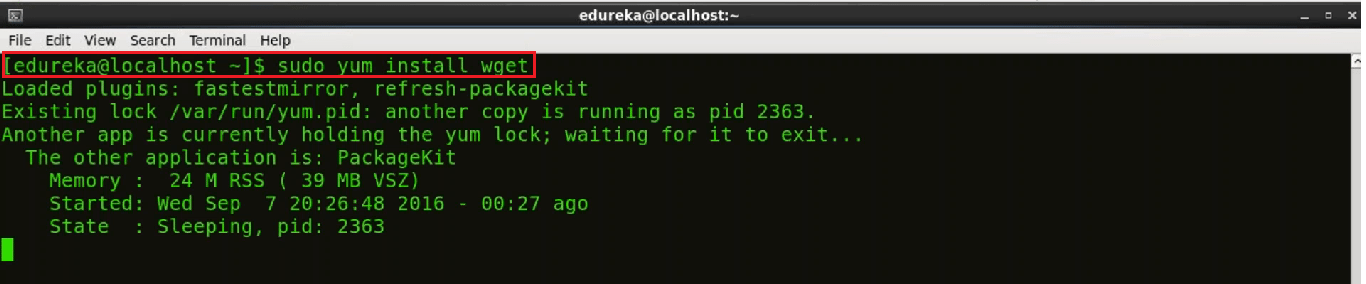 edureka@localhost:~
File Edit View Search Terminal Help
[edureka@localhost ~]$ sudo yum install wget
Loaded plugins: fastestmirror, refresh-packagekit
Existing lock /var/run/yum.pid: another copy is running as pid 2363.
Another app is currently holding the yum lock; waiting for it to exit...
  The other application is: PackageKit
    Memory :  24 M RSS ( 39 MB VSZ)
    Started: Wed Sep  7 20:26:48 2016 - 00:27 ago
    State  : Sleeping, pid: 2363